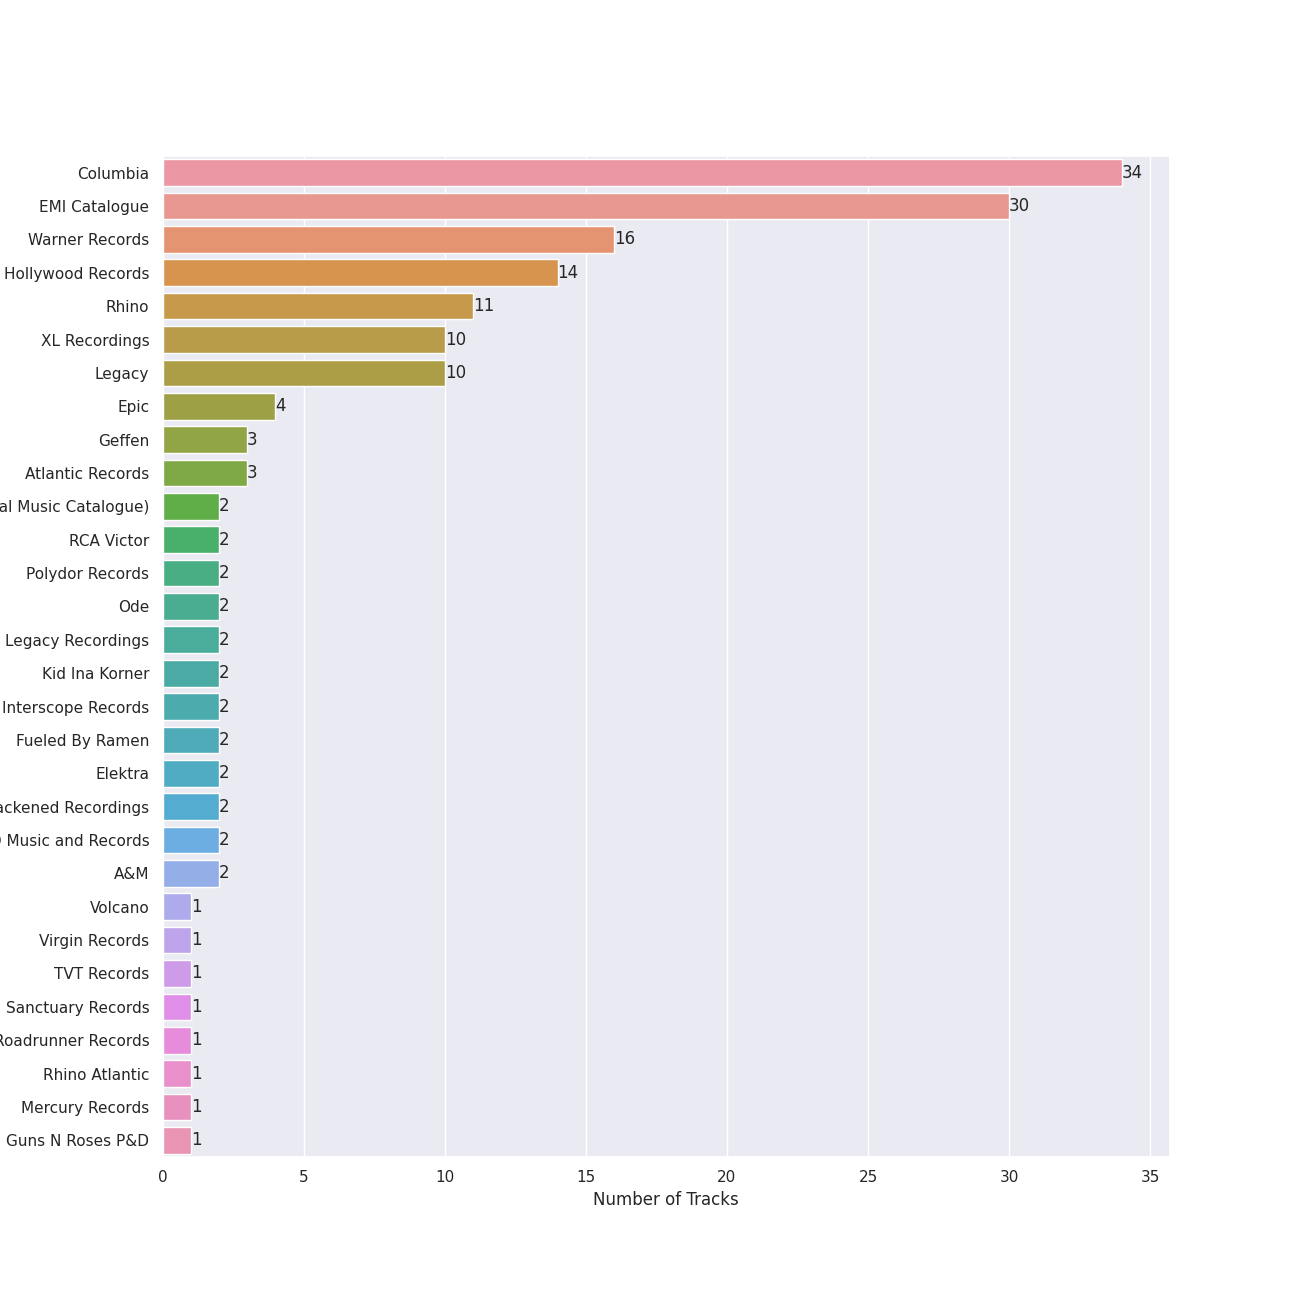 Columbia 34
EMI Catalogue 30
Warner Records 16
Hollywood Records 14
Rhino 11
XL Recordings 10
Legacy 10
Epic 4
Geffen 3
Atlantic Records 3
Music Catalogue) 2
RCA Victor 2
Polydor Records 2
Ode 2
Legacy Recordings 2
Kid Ina Korner 2
Interscope Records 2
Fueled By Ramen 2
Elektra 2
Recordings 2
Music and Records 2
A&M 2
Volcano 1
Virgin Records 1
TVT Records 1
Sanctuary Records 1
Roadrunner Records 1
Rhino Atlantic 1
Mercury Records 1
Guns N Roses P&D 1
0 5 10 15 20 25 30 35
Number of Tracks